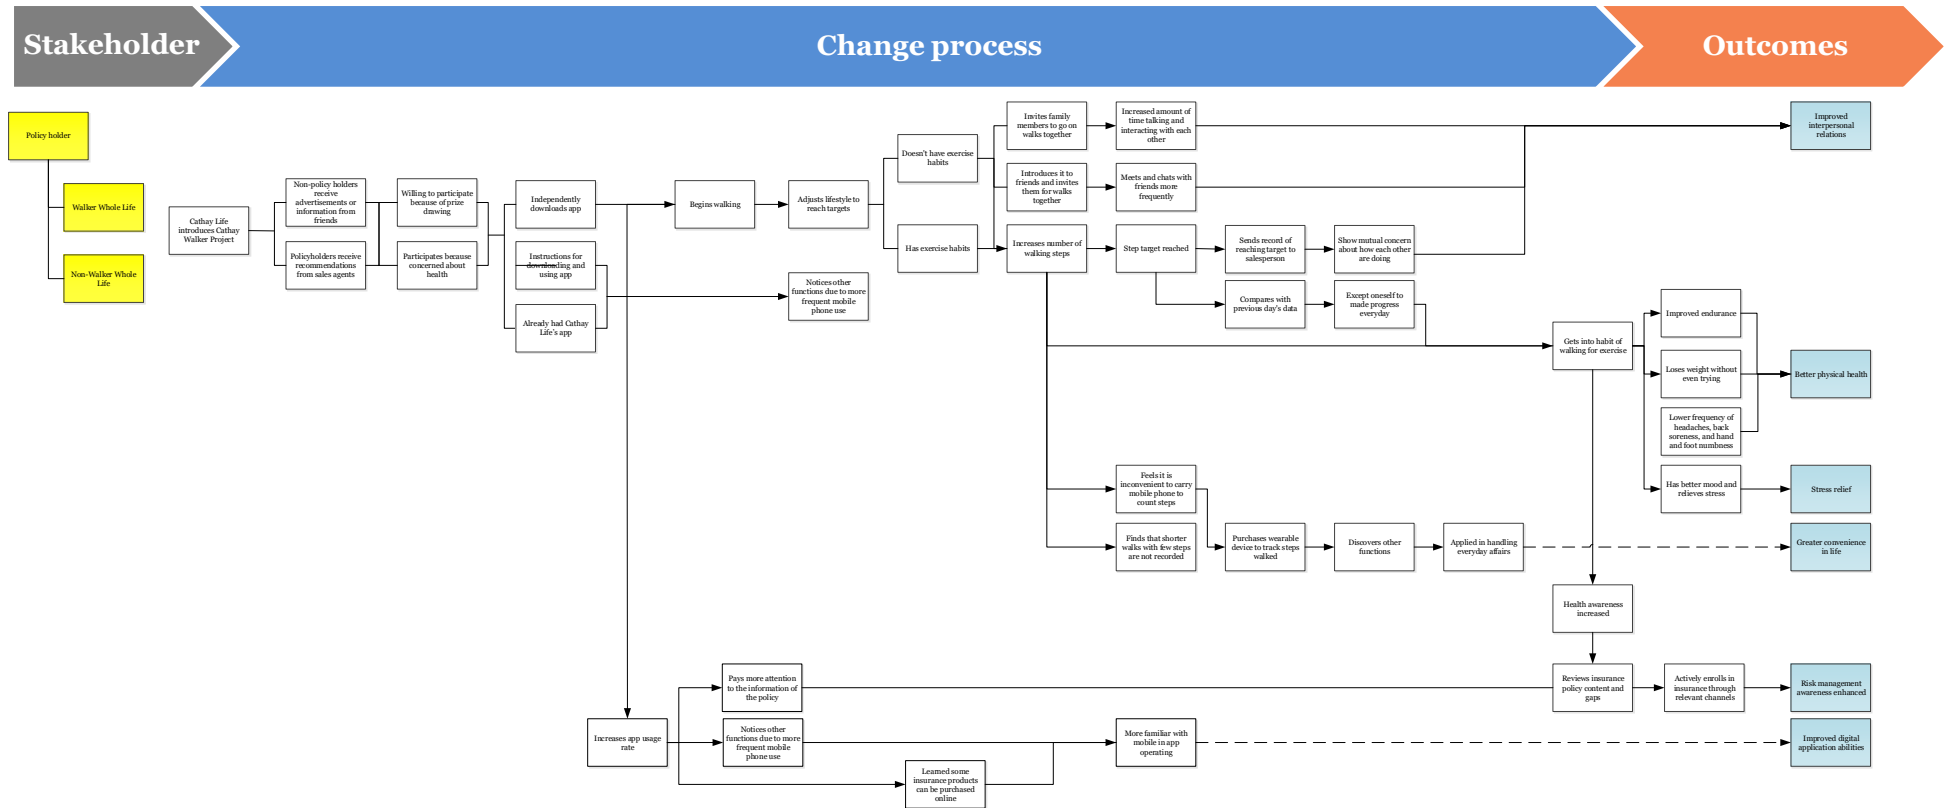 Stakeholder
Change process
Outcomes
Policy holder
Walker Whole Life
Non-Walker Whole
Life
Cathay Life
introduces Cathay
Walker Project
Non-policy holders
receive
advertisements or
information from
friends
Policyholders receive
recommendations
from sales agents
Willing to participate
because of prize
drawing
Participates because
concerned about
health
Independently
downloads app
Instructions for
downloading and
using app
Already had Cathay
Life's app
Begins walking
Adjusts lifestyle to
reach targets
Notices other
functions due to more
frequent mobile
phone use
Doesn't have exercise
habits
Has exercise habits
Invites family
members to go on
walks together
Increased amount of
time talking and
interacting with each
other
Introduces it to
friends and invites
them for walks
together
Meets and chats with
friends more
frequently
Increases number of
walking steps
Step target reached
Sends record of
reaching target to
salesperson
Show mutual concern
about how each other
are doing
Compares with
previous day's data
Except oneself to
made progress
everyday
Gets into habit of
walking for exercise
Improved endurance
Loses weight without
even trying
Lower frequency of
headaches, back
soreness, and hand
and foot numbness
Has better mood and
relieves stress
Improved
interpersonal
relations
Better physical health
Stress relief
Feels it is
inconvenient to carry
mobile phone to
count steps
Finds that shorter
walks with few steps
are not recorded
Purchases wearable
device to track steps
walked
Discovers other
functions
Applied in handling
everyday affairs
Greater convenience
in life
Health awareness
increased
Increases app usage
rate
Pays more attention
to the information of
the policy
Reviews insurance
policy content and
gaps
Actively enrolls in
insurance through
relevant channels
Risk management
awareness enhanced
Notices other
functions due to more
frequent mobile
phone use
Learned some
insurance products
can be purchased
online
More familiar with
mobile in app
operating
Improved digital
application abilities